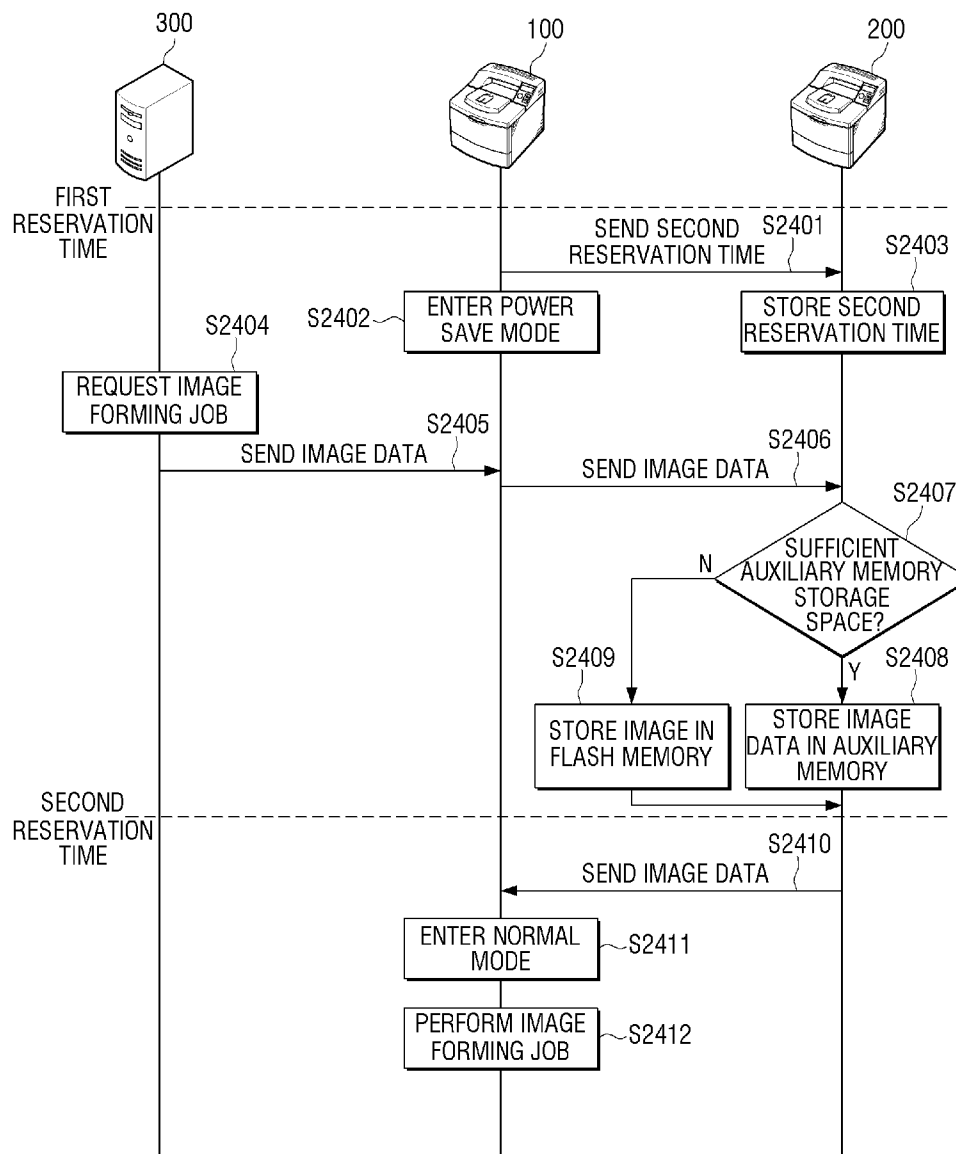 300
100
200
FIRST
RESERVATION
TIME
SEND SECOND
RESERVATION TIME
S2401
S2403
S2402
ENTER POWER
SAVE MODE
STORE SECOND
RESERVATION TIME
S2404
REQUEST IMAGE
FORMING JOB
S2405
SEND IMAGE DATA
S2406
SEND IMAGE DATA
S2407
SUFFICIENT
AUXILIARY MEMORY
STORAGE
SPACE?
N
Y
S2409
S2408
STORE IMAGE IN
FLASH MEMORY
STORE IMAGE
DATA IN AUXILIARY
MEMORY
SECOND
RESERVATION
TIME
S2410
SEND IMAGE DATA
ENTER NORMAL
MODE
S2411
PERFORM IMAGE
FORMING JOB
S2412